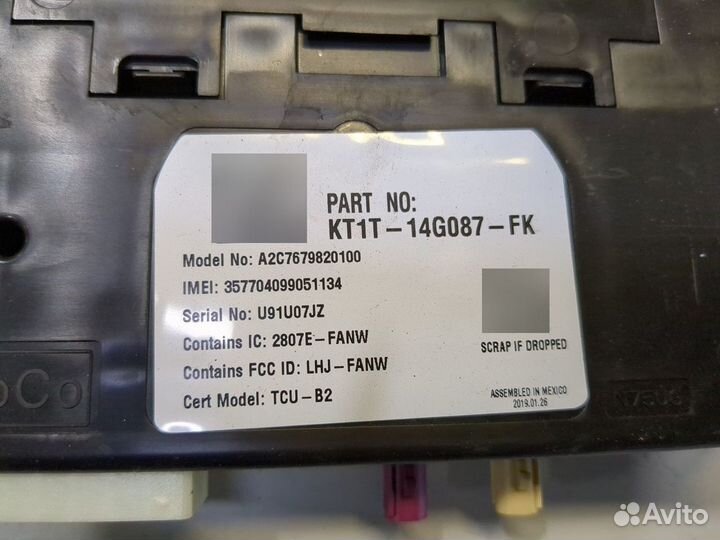 PART NO:
KT1T-14G087-FK
Model No: A2C7679820100
IMEI: 357704099051134
Serial No: U91U07JZ
Contains IC: 2807E-FANW
Contains FCC ID: LHJ-FANW
Cert Model: TCU-B2
SCRAP IF DROPPED
ASSEMBLED IN MEXICO
2019.01.26
Avito